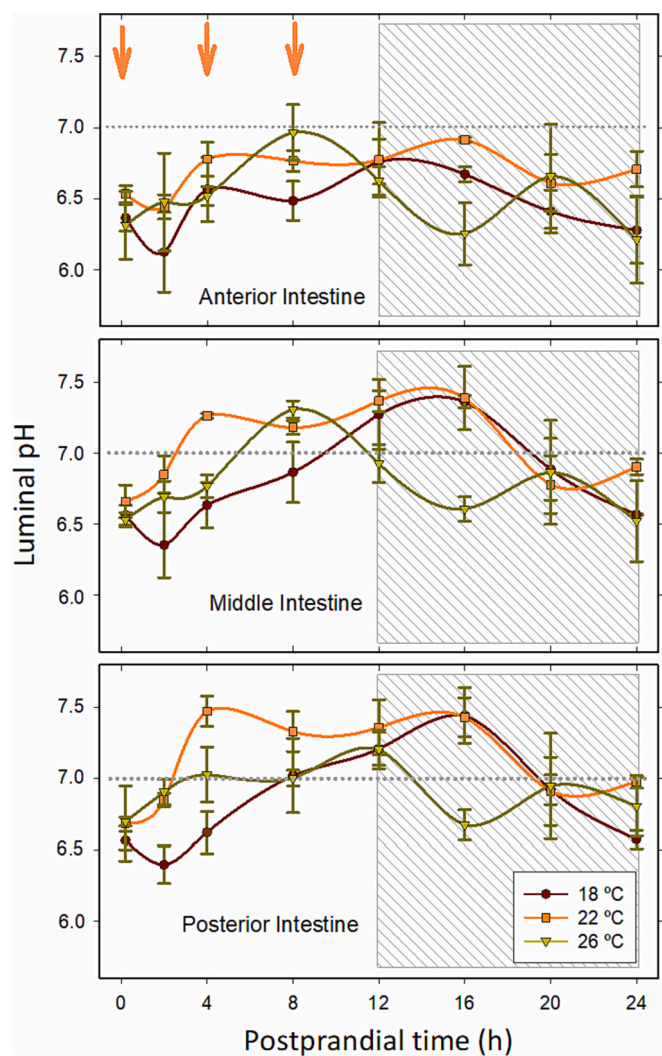 7.5
7.0
6.5
6.0
Anterior Intestine
7.5
7.0
6.5
6.0
Middle Intestine
Luminal pH
7.5
7.0
6.5
6.0
Posterior Intestine
18 ºC
22 ºC
26 ºC
0 4 8 12 16 20 24
Postprandial time (h)